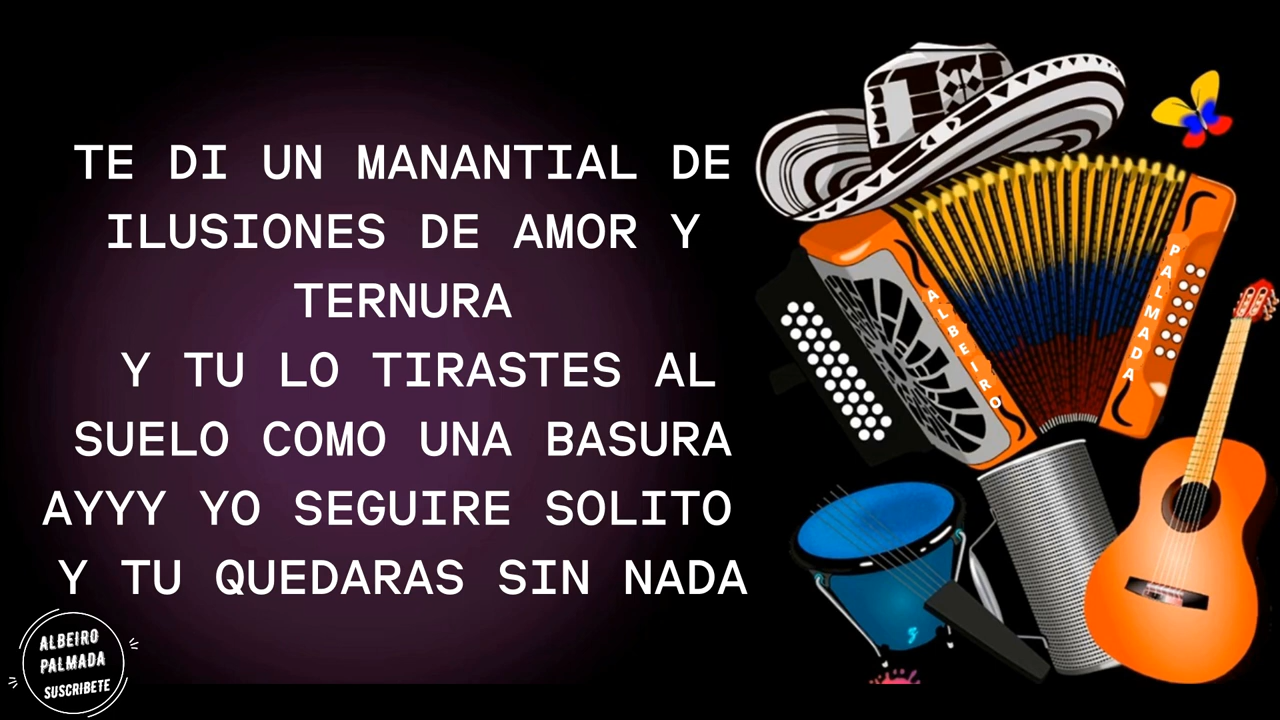 TE DI UN MANANTIAL DE
ILUSIONES DE AMOR Y
TERNURA
Y TU LO TIRASTES AL
SUELO COMO UNA BASURA
AYYY YO SEGUIRE SOLITO
Y TU QUEDARAS SIN NADA
ALBEIRO
PALMADA
ALBEIRO
PALMADA
SUSCRIBETE